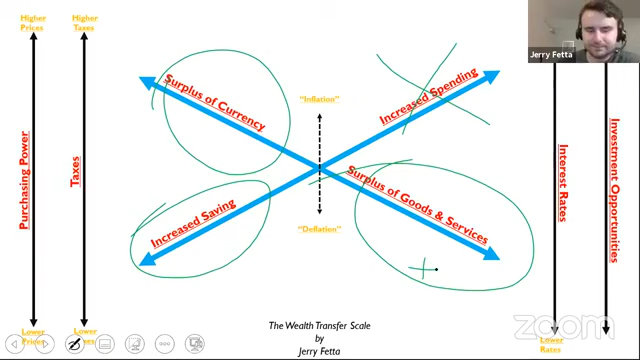 Higher
Prices
Higher
Taxes
Jerry Fetta
Surplus of Currency
"Inflation"
Increased Spending
Purchasing Power
Taxes
Interest Rates
Investment Opportunities
Increased Saving
Surplus of Goods & Services
"Deflation"
+
The Wealth Transfer Scale
by
Jerry Fetta
Lower
Prices
Lower
zoom
Lower
Rates